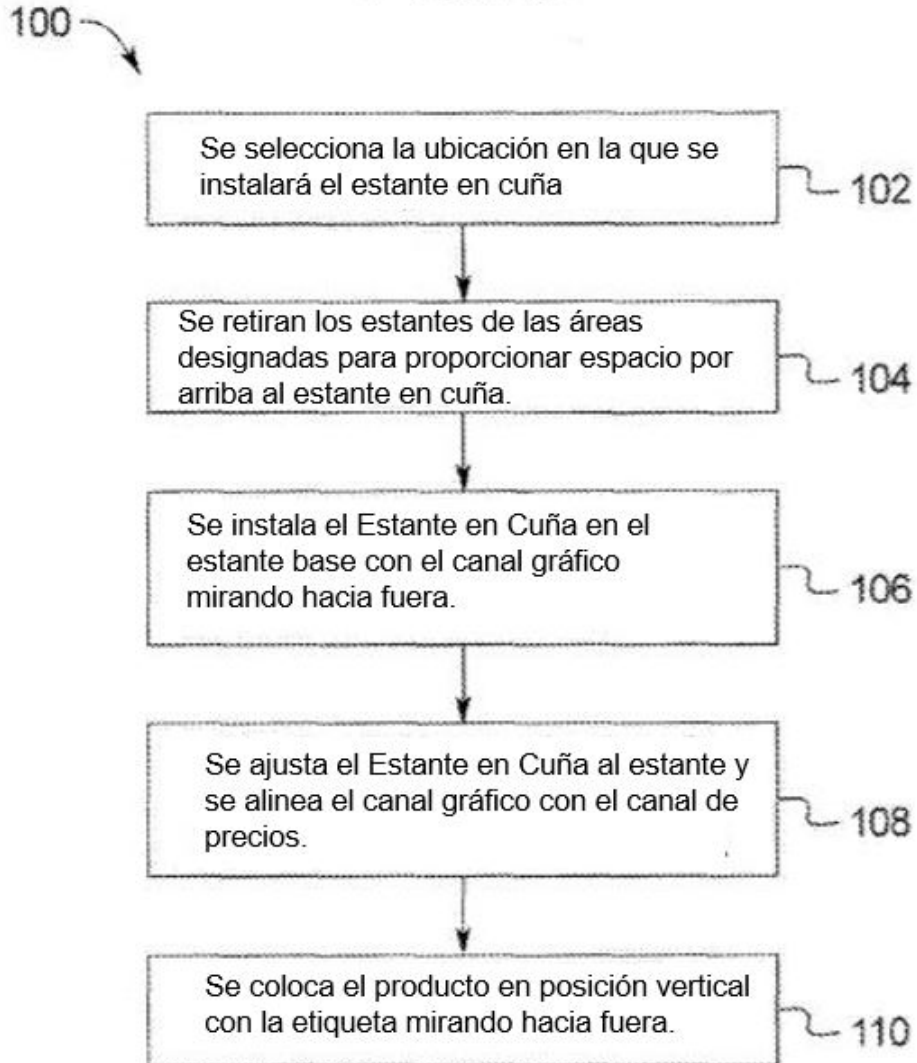 100
Se selecciona la ubicación en la que se
instalará el estante en cuña
102
Se retiran los estantes de las áreas
designadas para proporcionar espacio por
arriba al estante en cuña.
104
Se instala el Estante en Cuña en el
estante base con el canal gráfico
mirando hacia fuera.
106
Se ajusta el Estante en Cuña al estante y
se alinea el canal gráfico con el canal de
precios.
108
Se coloca el producto en posición vertical
con la etiqueta mirando hacia fuera.
110